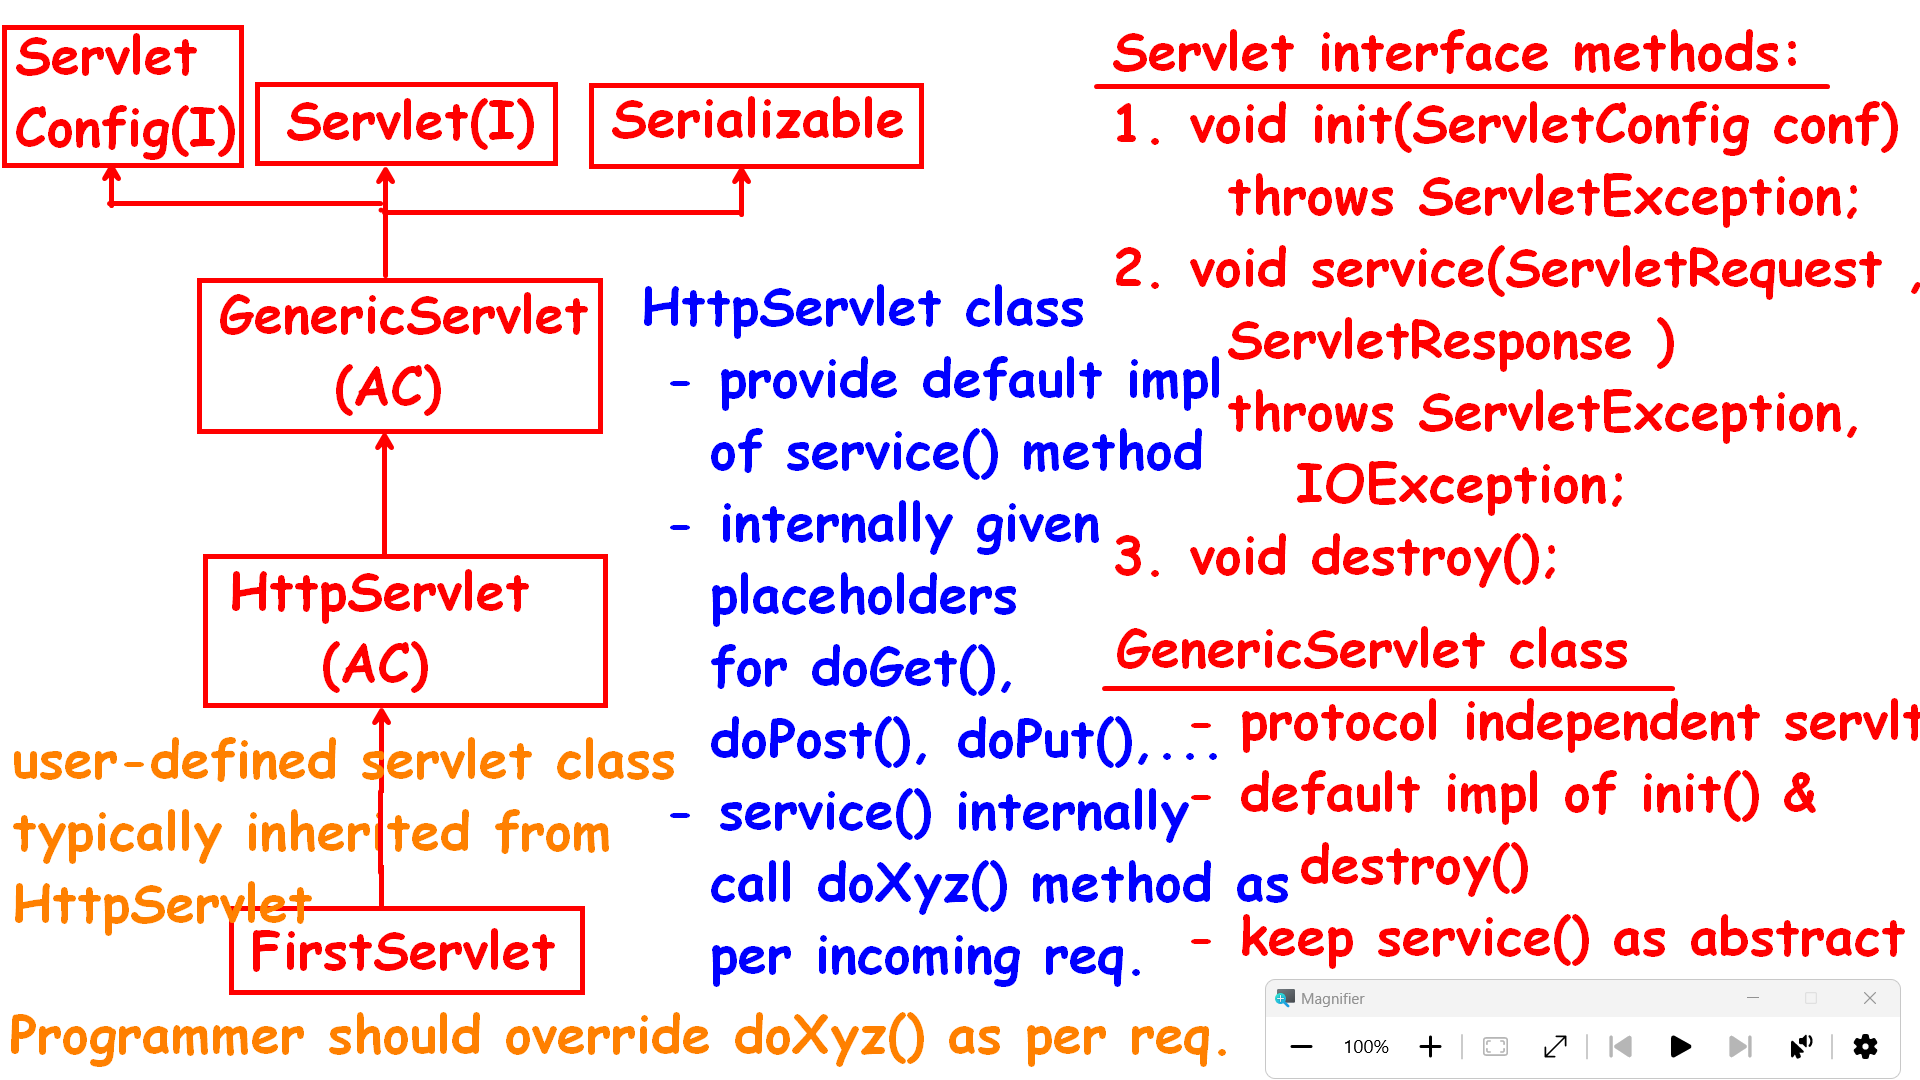 Servlet
Config(I)
Servlet(I)
Serializable
GenericServlet
(AC)
HttpServlet
(AC)
user-defined servlet class
typically inherited from
HttpServlet
FirstServlet
Programmer should override doXyz() as per req.
HttpServlet class
- provide default impl
of service() method
- internally given
placeholders
for doGet(),
doPost(), doPut(),...
- service() internally
call doXyz() method as
per incoming req.
Servlet interface methods:
1. void init(ServletConfig conf)
throws ServletException;
2. void service(ServletRequest ,
ServletResponse )
throws ServletException,
IOException;
3. void destroy();
GenericServlet class
- protocol independent servlt
- default impl of init() &
destroy()
- keep service() as abstract
Magnifier
100%